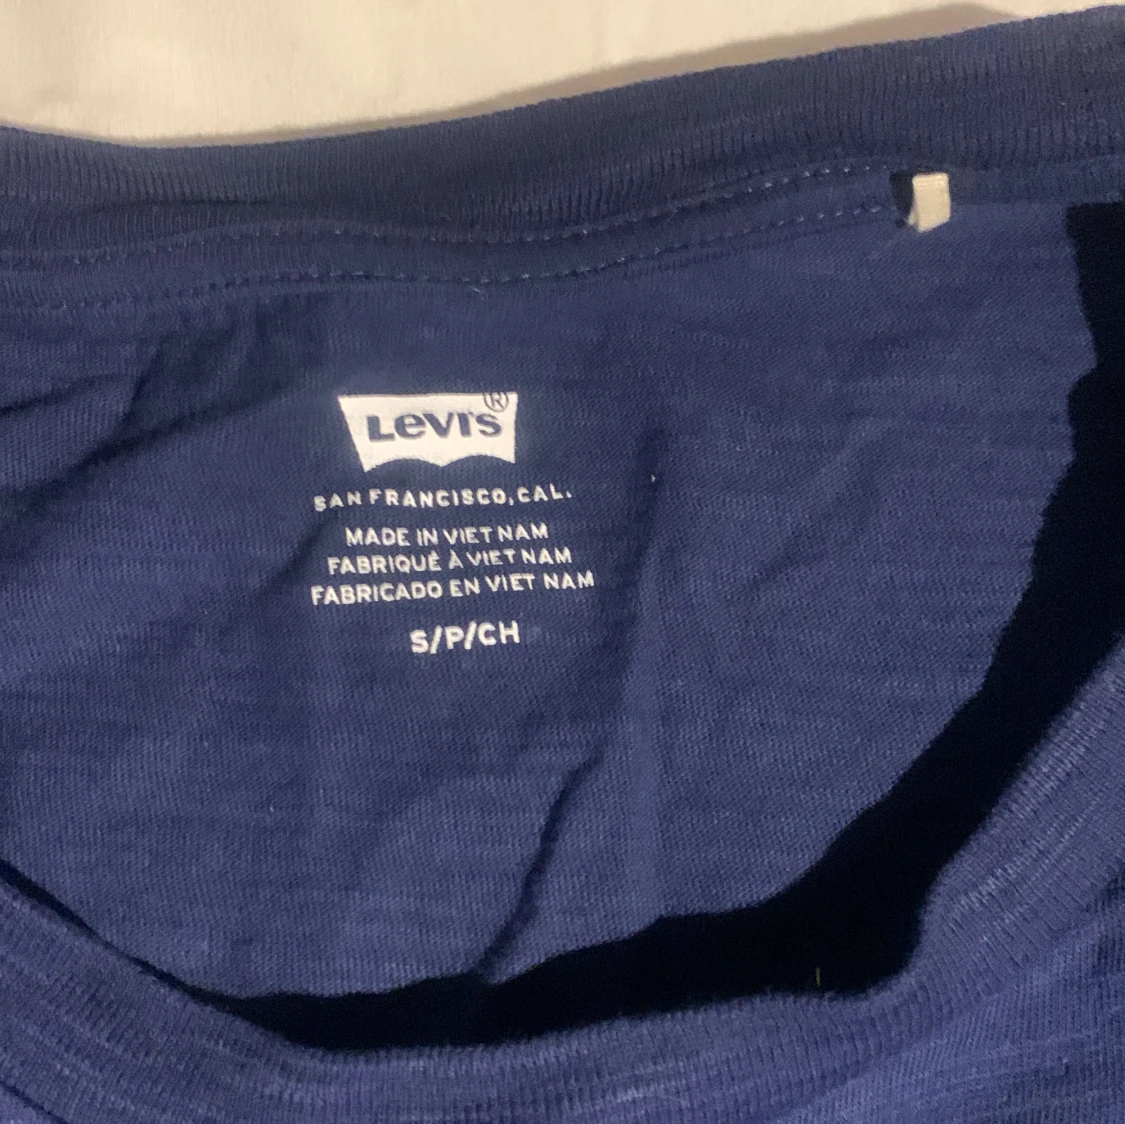 Levi's®
SAN FRANCISCO, CAL.
MADE IN VIET NAM
FABRIQUÉ À VIET NAM
FABRICADO EN VIET NAM
S/P/CH